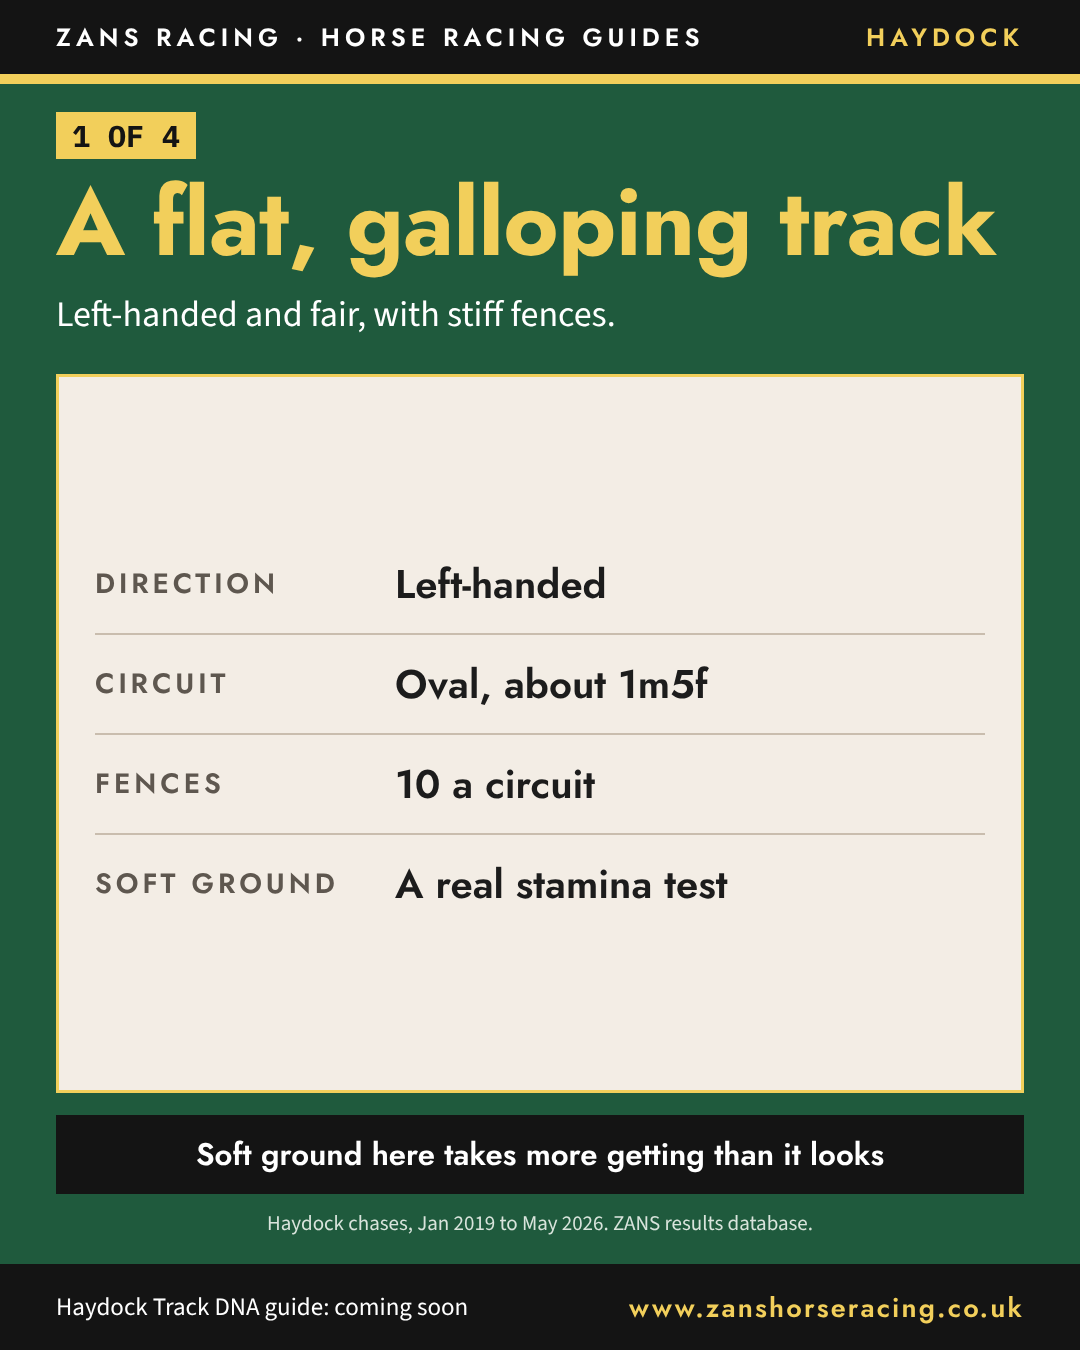 ZANS RACING · HORSE RACING GUIDES
HAYDOCK
1 OF 4
A flat, galloping track
Left-handed and fair, with stiff fences.
DIRECTION Left-handed
CIRCUIT Oval, about 1m5f
FENCES 10 a circuit
SOFT GROUND A real stamina test
Soft ground here takes more getting than it looks
Haydock chases, Jan 2019 to May 2026. ZANS results database.
Haydock Track DNA guide: coming soon
www.zanshorseracing.co.uk